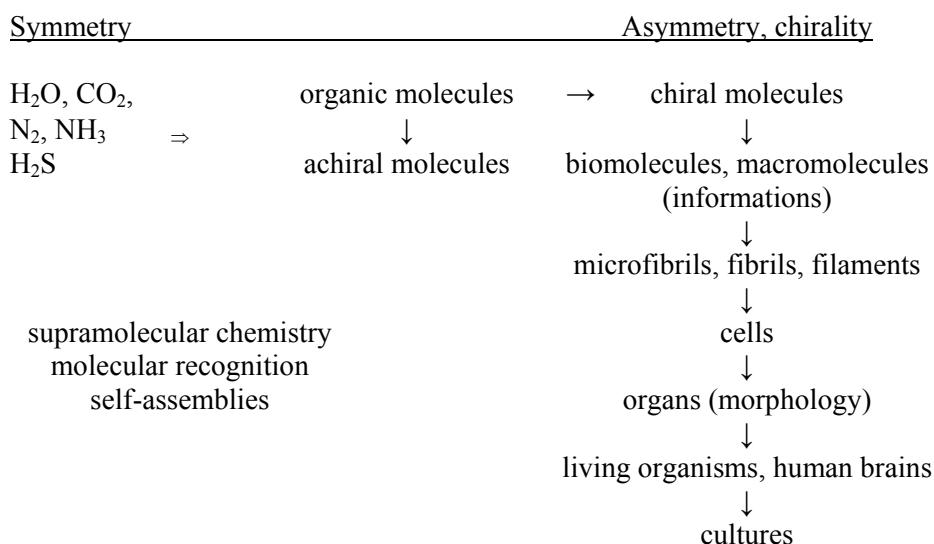 Symmetry Asymmetry, chirality
H₂O, CO₂, organic molecules → chiral molecules
N₂, NH₃ ⇒ ↓ ↓
H₂S achiral molecules biomolecules, macromolecules
(informations)
↓
microfibrils, fibrils, filaments
↓
supramolecular chemistry cells
molecular recognition ↓
self-assemblies organs (morphology)
↓
living organisms, human brains
↓
cultures